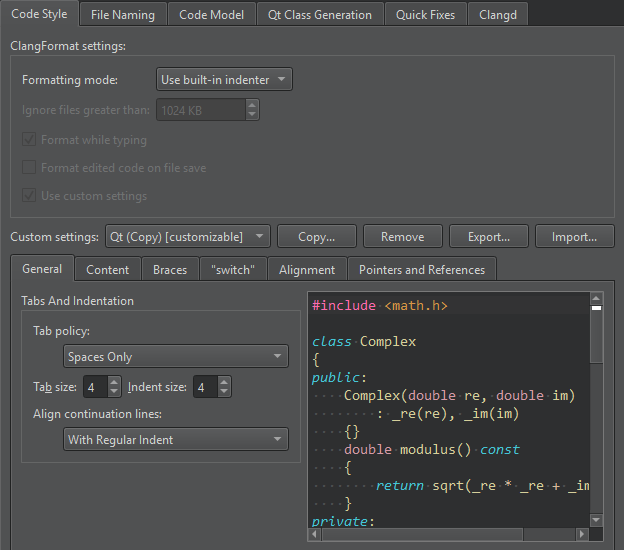 Code Style File Naming Code Model Qt Class Generation Quick Fixes Clangd
ClangFormat settings:
Formatting mode: Use built-in indenter
Ignore files greater than: 1024 KB
Format while typing
Format edited code on file save
Use custom settings
Custom settings: Qt (Copy) [customizable] Copy... Remove Export... Import...
General Content Braces "switch" Alignment Pointers and References
Tabs And Indentation
Tab policy:
Spaces Only
Tab size: 4 Indent size: 4
Align continuation lines:
With Regular Indent
#include <math.h>
class Complex
{
public:
····Complex(double re, double im)
········: _re(re), _im(im)
····{}
····double modulus() const
····{
········return sqrt(_re * _re + _im
····}
private: